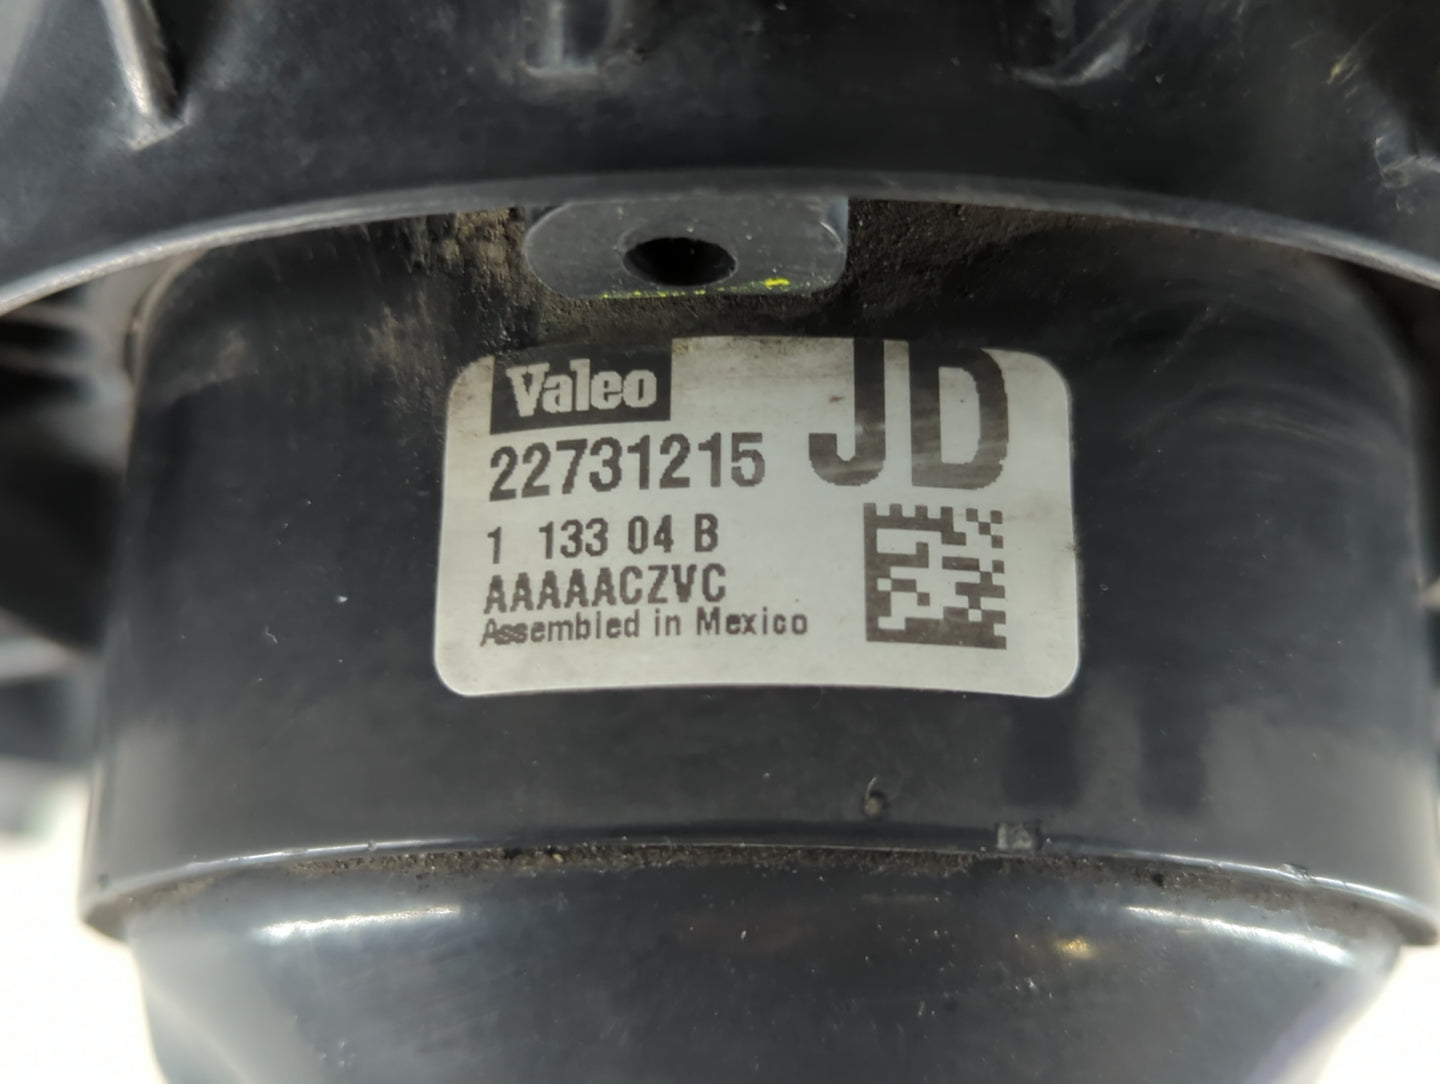 Valeo
JD
22731215
1 133 04 B
AAAAACZVC
Assembled in Mexico